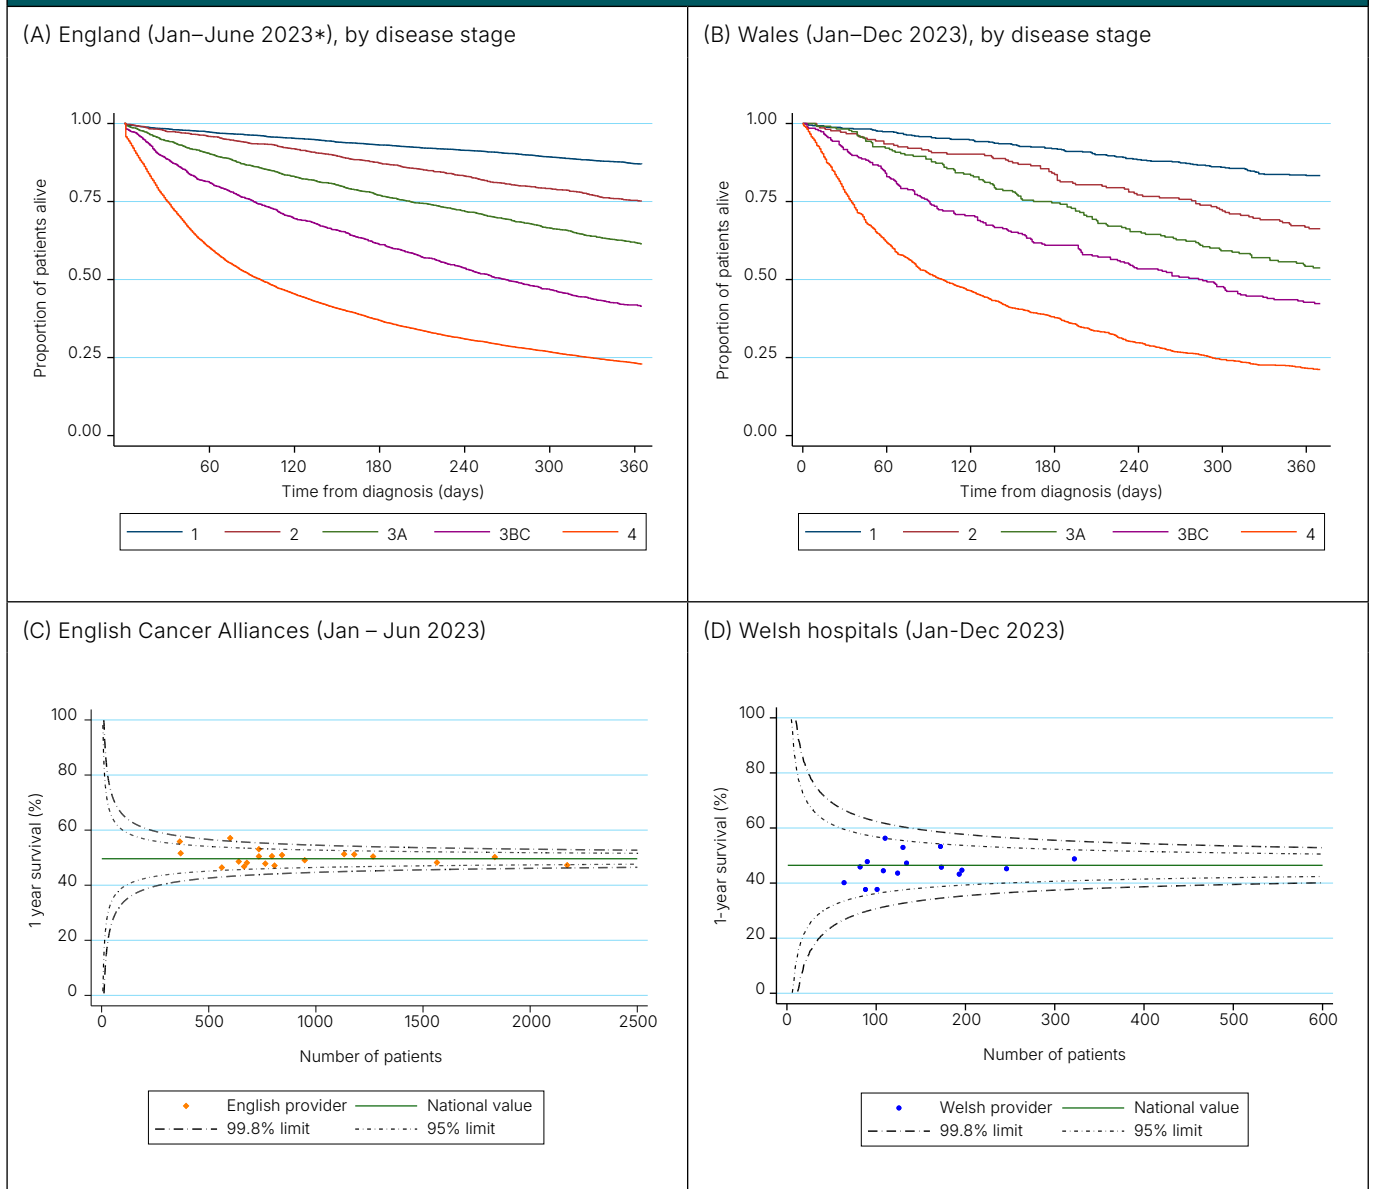 (A) England (Jan–June 2023*), by disease stage
Proportion of patients alive
1.00
0.75
0.50
0.25
0.00
60 120 180 240 300 360
Time from diagnosis (days)
1 2 3A 3BC 4
(B) Wales (Jan–Dec 2023), by disease stage
Proportion of patients alive
1.00
0.75
0.50
0.25
0.00
0 60 120 180 240 300 360
Time from diagnosis (days)
1 2 3A 3BC 4
(C) English Cancer Alliances (Jan – Jun 2023)
1 year survival (%)
100
80
60
40
20
0
0 500 1000 1500 2000 2500
Number of patients
English provider National value
99.8% limit 95% limit
(D) Welsh hospitals (Jan-Dec 2023)
1-year survival (%)
100
80
60
40
20
0
0 100 200 300 400 500 600
Number of patients
Welsh provider National value
99.8% limit 95% limit